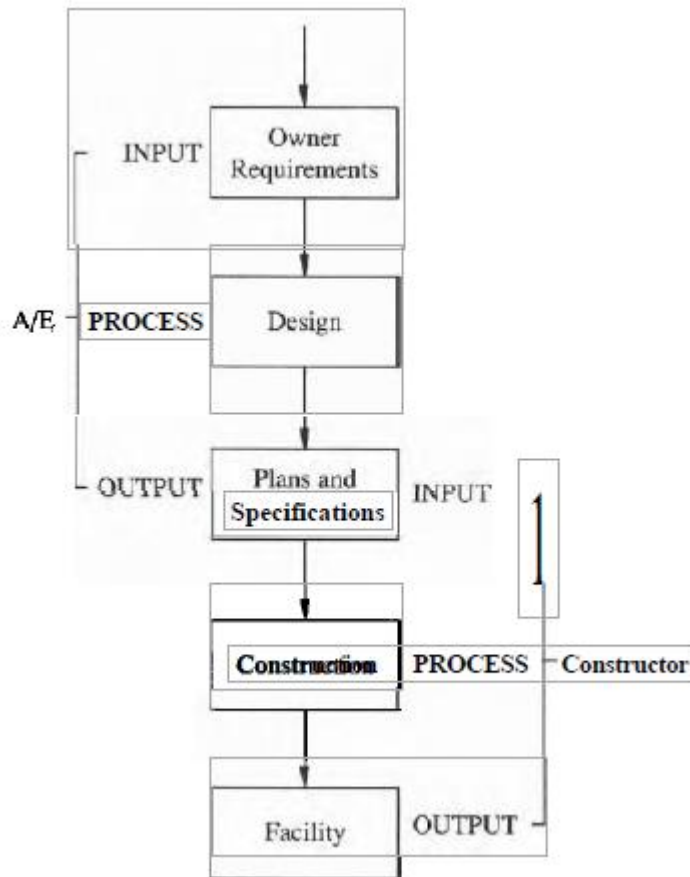 Owner
INPUT
Requirements
A/E,
PROCESS
Design
OUTPUT
Plans and
Specifications
INPUT
Construction
PROCESS
Constructor
Facility
OUTPUT